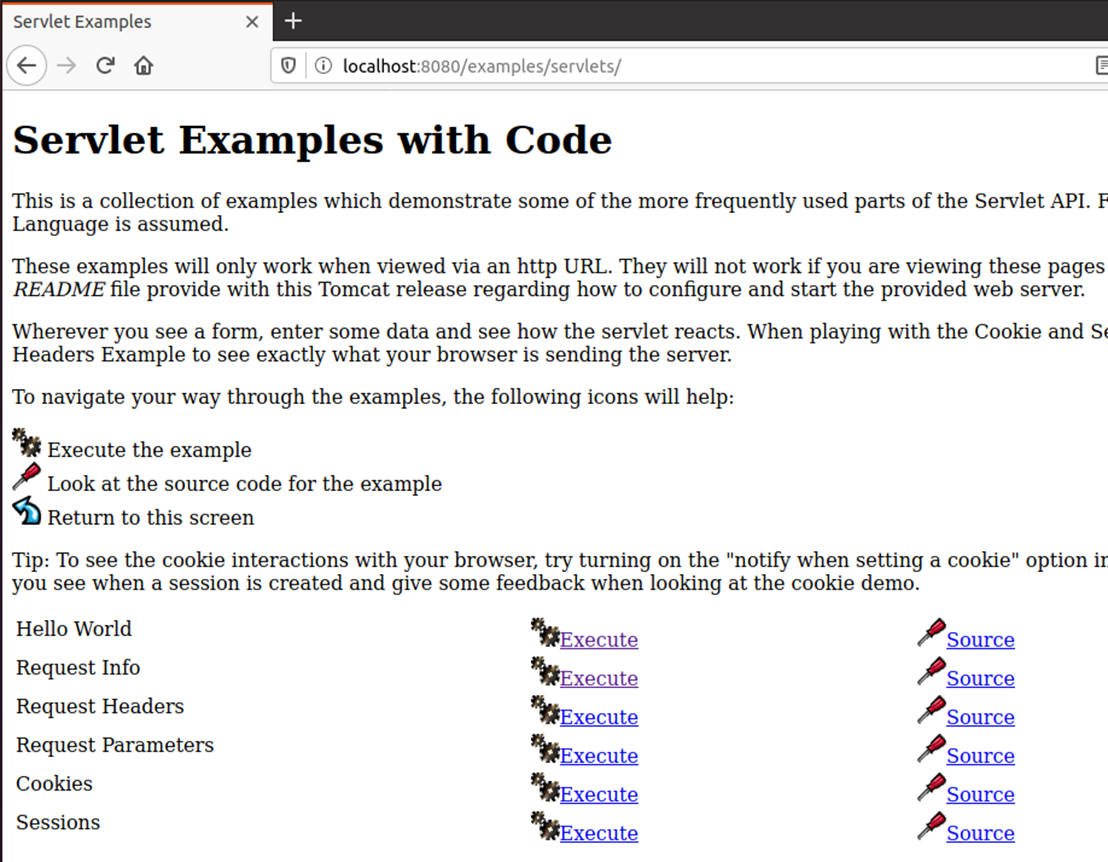 Servlet Examples
localhost:8080/examples/servlets/
Servlet Examples with Code
This is a collection of examples which demonstrate some of the more frequently used parts of the Servlet API. F
Language is assumed.
These examples will only work when viewed via an http URL. They will not work if you are viewing these pages
README file provide with this Tomcat release regarding how to configure and start the provided web server.
Wherever you see a form, enter some data and see how the servlet reacts. When playing with the Cookie and Se
Headers Example to see exactly what your browser is sending the server.
To navigate your way through the examples, the following icons will help:
Execute the example
Look at the source code for the example
Return to this screen
Tip: To see the cookie interactions with your browser, try turning on the "notify when setting a cookie" option in
you see when a session is created and give some feedback when looking at the cookie demo.
Hello World Execute Source
Request Info Execute Source
Request Headers Execute Source
Request Parameters Execute Source
Cookies Execute Source
Sessions Execute Source